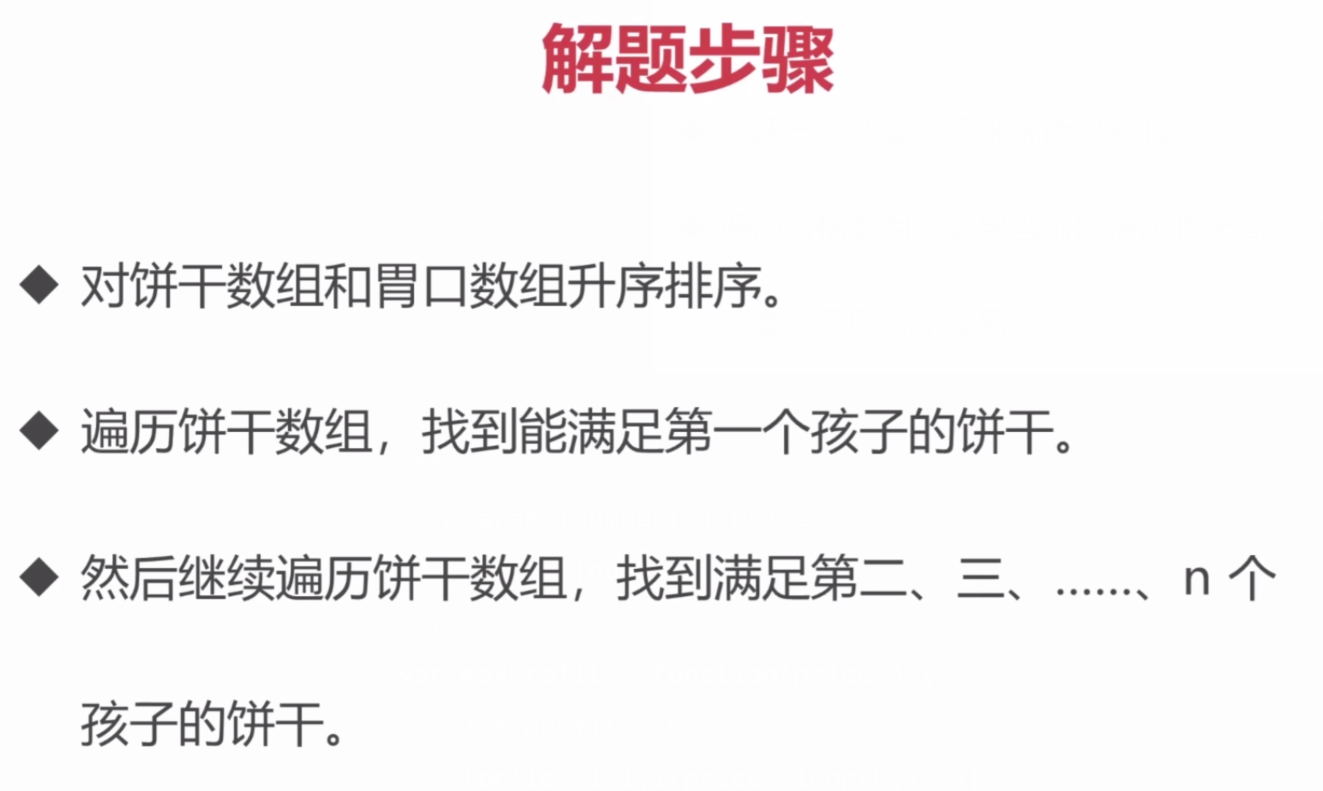 解题步骤
◆ 对饼干数组和胃口数组升序排序。
◆ 遍历饼干数组，找到能满足第一个孩子的饼干。
◆ 然后继续遍历饼干数组，找到满足第二、三、……、n 个
孩子的饼干。